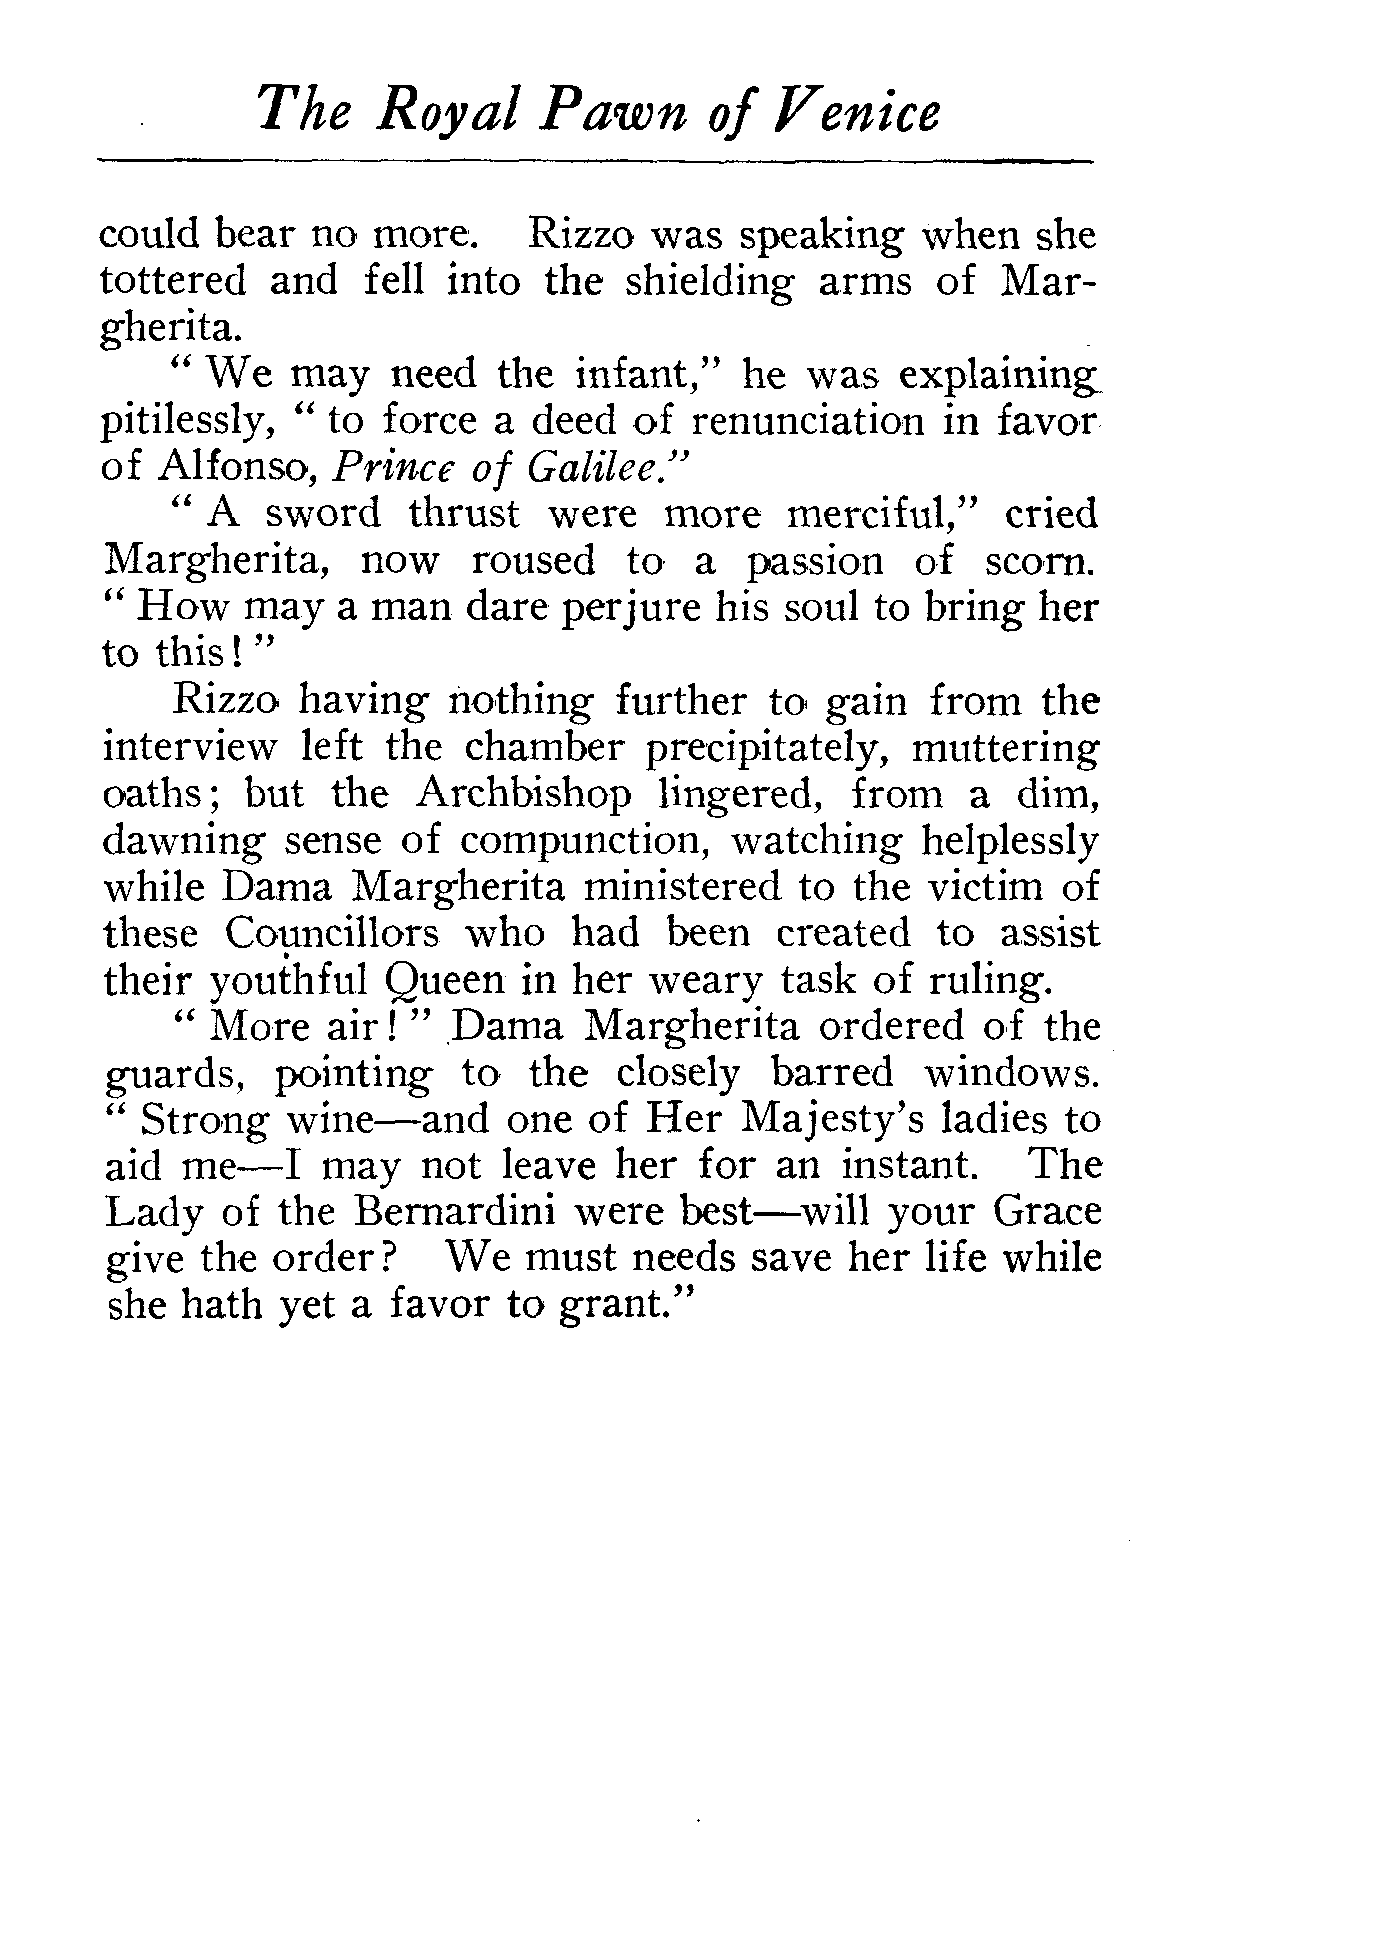 The Royal Pawn of Venice
could bear no more. Rizzo was speaking when she
tottered and fell into the shielding arms of Mar-
gherita.
“ We may need the infant,” he was explaining
pitilessly, “ to force a deed of renunciation in favor
of Alfonso, Prince of Galilee.”
“ A sword thrust were more merciful,” cried
Margherita, now roused to a passion of scorn.
“ How may a man dare perjure his soul to bring her
to this! ”
Rizzo having nothing further to gain from the
interview left the chamber precipitately, muttering
oaths; but the Archbishop lingered, from a dim,
dawning sense of compunction, watching helplessly
while Dama Margherita ministered to the victim of
these Councillors who had been created to assist
their youthful Queen in her weary task of ruling.
“ More air! ” Dama Margherita ordered of the
guards, pointing to the closely barred windows.
“ Strong wine—and one of Her Majesty’s ladies to
aid me—I may not leave her for an instant. The
Lady of the Bernardini were best—will your Grace
give the order? We must needs save her life while
she hath yet a favor to grant.”